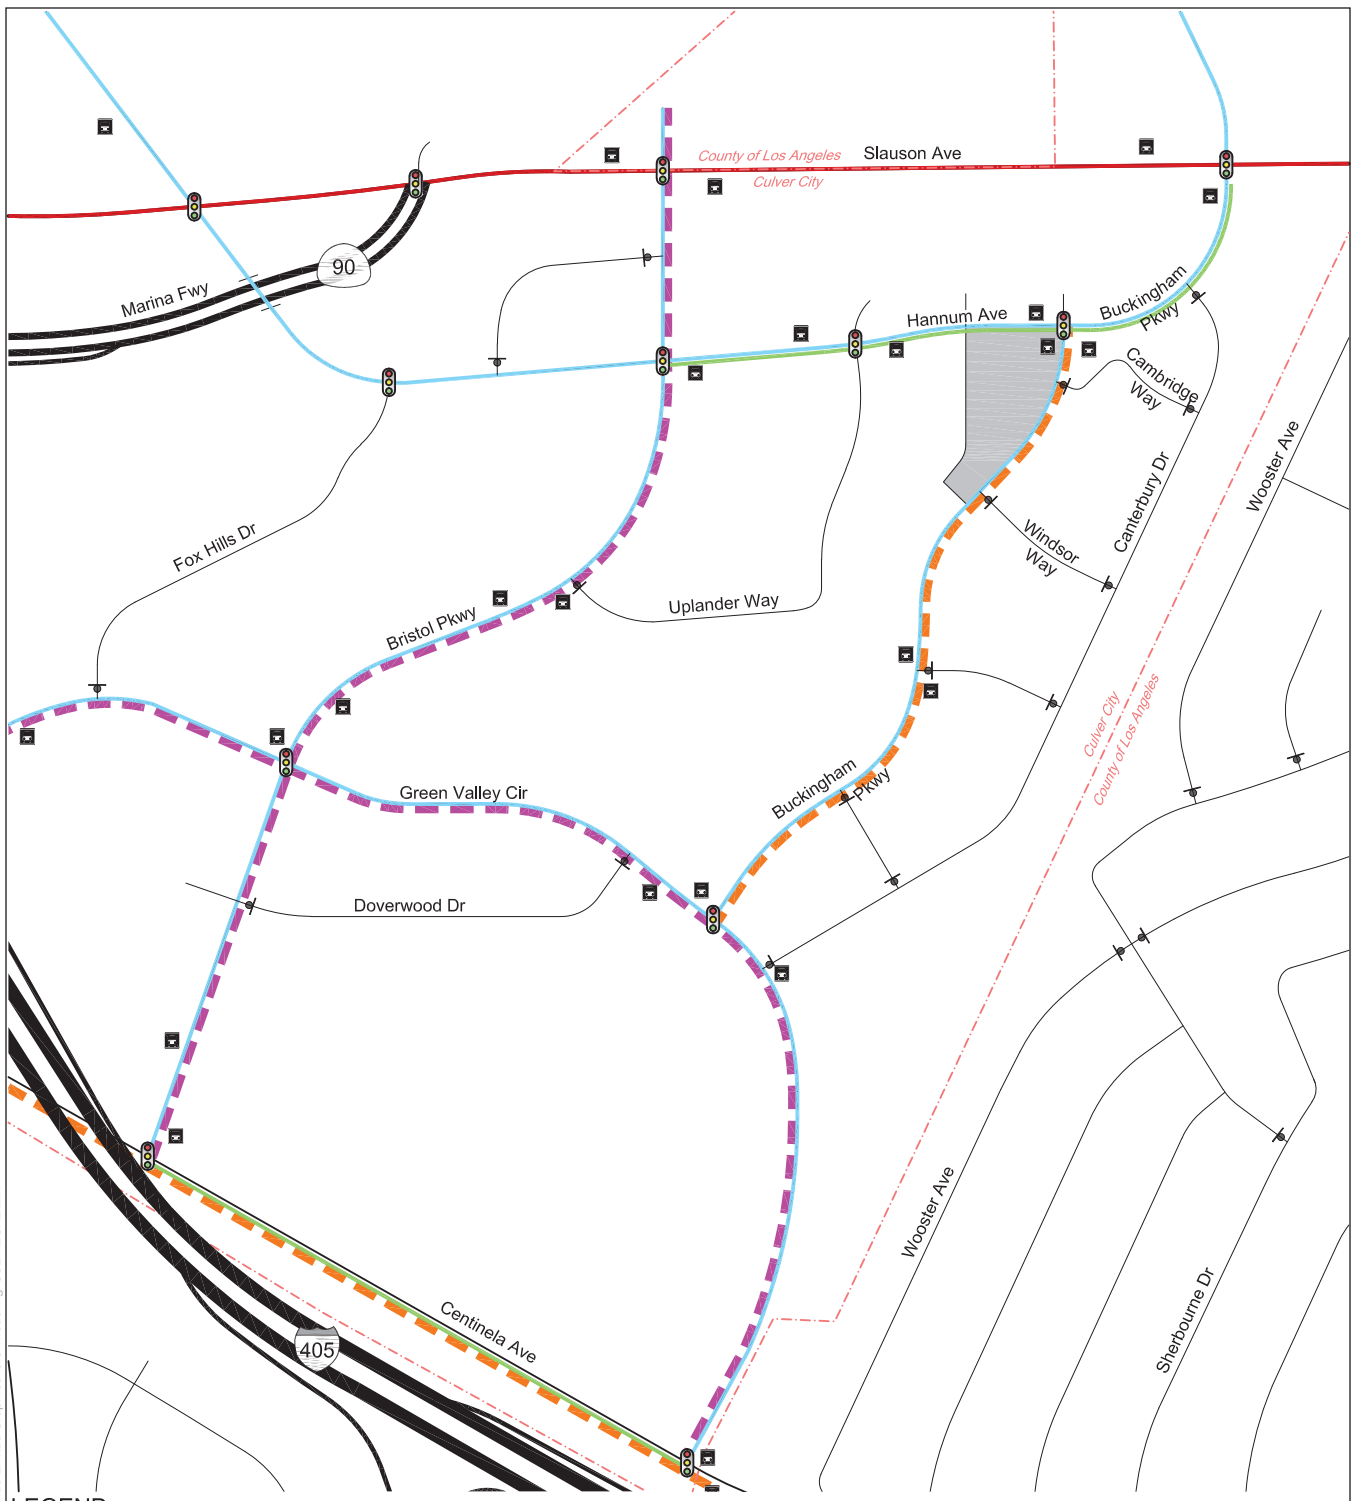 County of Los Angeles
Slauson Ave
Culver City
90
Marina Fwy
Buckingham
Pkwy
Hannum Ave
Cambridge
Way
Wooster Ave
Canterbury Dr
Fox Hills Dr
Windsor
Way
Uplander Way
Bristol Pkwy
Culver City
County of Los Angeles
Buckingham
Pkwy
Green Valley Cir
Doverwood Dr
Wooster Ave
Sherbourne Dr
Centinela Ave
405
LEGEND